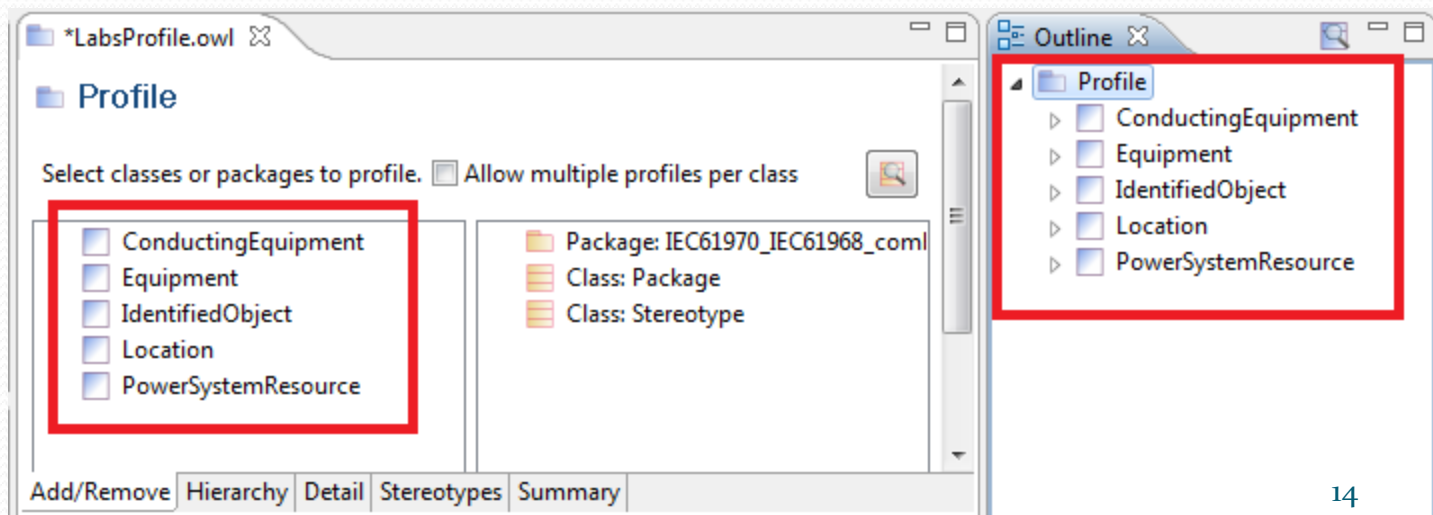 *LabsProfile.owl
Profile
Select classes or packages to profile. Allow multiple profiles per class
ConductingEquipment
Equipment
IdentifiedObject
Location
PowerSystemResource
Package: IEC61970_IEC61968_coml
Class: Package
Class: Stereotype
Add/Remove Hierarchy Detail Stereotypes Summary
Outline
Profile
ConductingEquipment
Equipment
IdentifiedObject
Location
PowerSystemResource
14